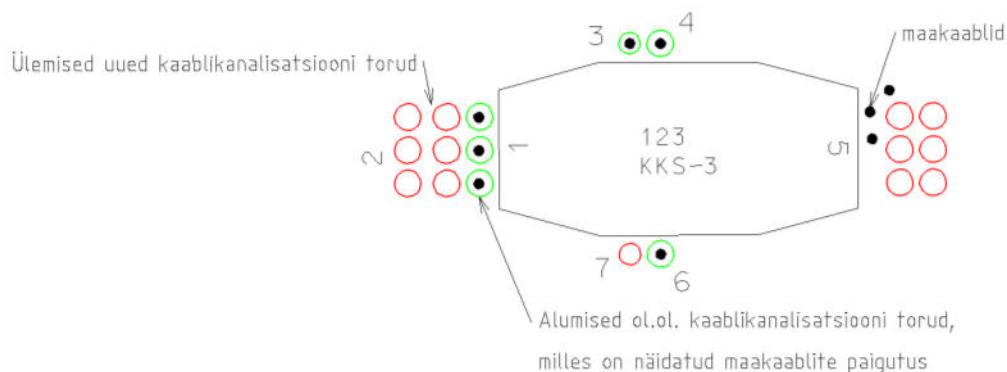 3
4
maakaablid
Ülemised uued kaablikanalisatsiooni torud
2
1
123
KKS-3
5
7
6
Alumised ol.ol. kaablikanalisatsiooni torud,
milles on näidatud maakaablite paigutus